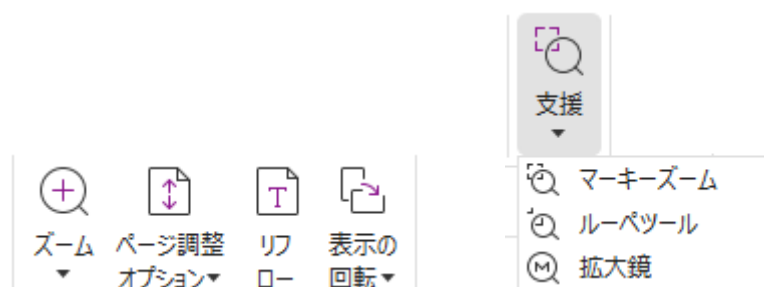 支援
マーキーズーム
ルーペツール
拡大鏡
ズーム
ページ調整
オプション
リフ
ロー
表示の
回転